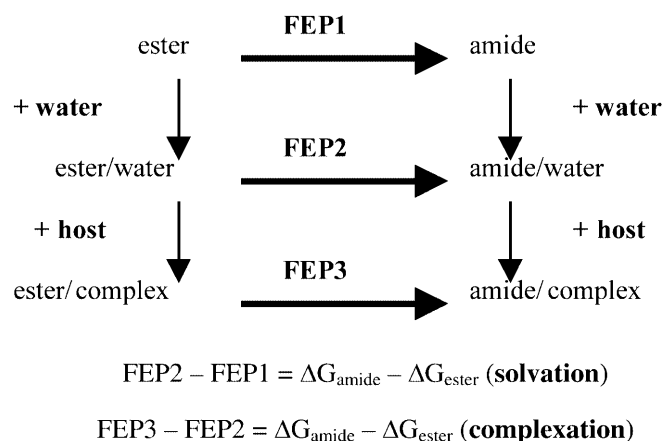 FEP1
ester amide
+ water + water
FEP2
ester/water amide/water
+ host + host
FEP3
ester/complex amide/complex
FEP2 – FEP1 = ΔGamide – ΔGester (solvation)
FEP3 – FEP2 = ΔGamide – ΔGester (complexation)